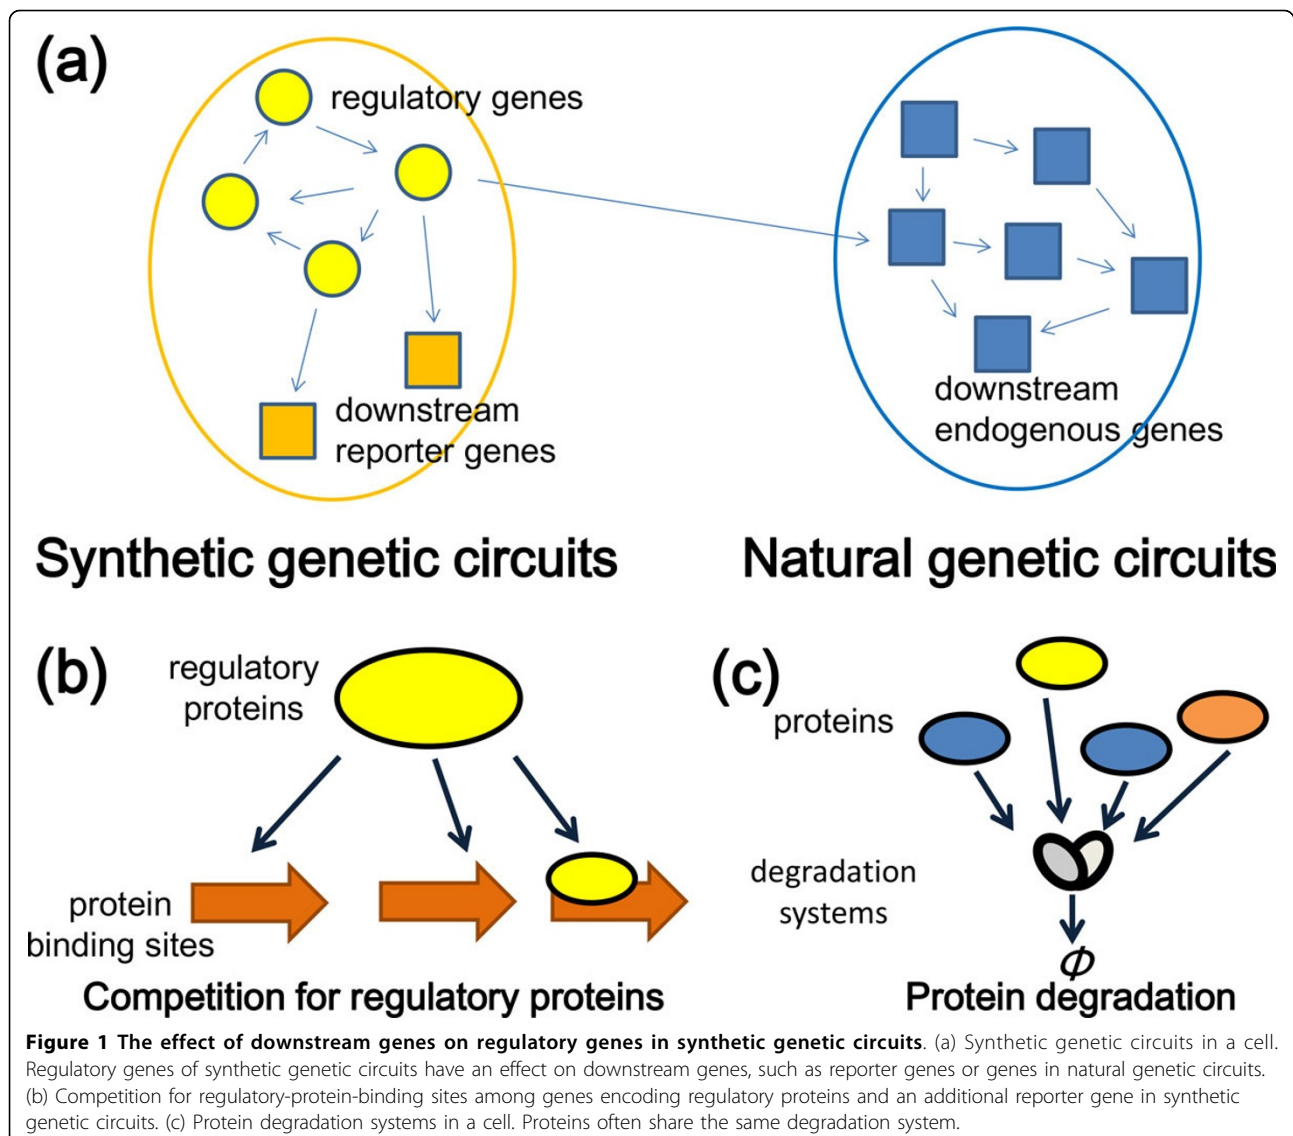 (a)
regulatory genes
downstream
reporter genes
downstream
endogenous genes
Synthetic genetic circuits
Natural genetic circuits
(b)
regulatory
proteins
protein
binding sites
Competition for regulatory proteins
(c)
proteins
degradation
systems
Φ
Protein degradation
Figure 1 The effect of downstream genes on regulatory genes in synthetic genetic circuits. (a) Synthetic genetic circuits in a cell.
Regulatory genes of synthetic genetic circuits have an effect on downstream genes, such as reporter genes or genes in natural genetic circuits.
(b) Competition for regulatory-protein-binding sites among genes encoding regulatory proteins and an additional reporter gene in synthetic
genetic circuits. (c) Protein degradation systems in a cell. Proteins often share the same degradation system.